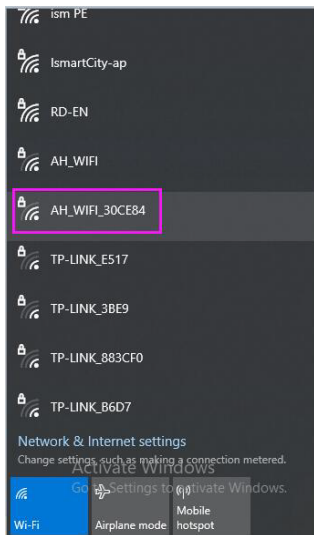 ism PE
IsmartCity-ap
RD-EN
AH_WIFI
AH_WIFI_30CE84
TP-LINK_E517
TP-LINK_3BE9
TP-LINK_883CF0
TP-LINK_B6D7
Network & Internet settings
Change settings, such as making a connection metered.
Activate Windows
Go to Settings to activate Windows.
Wi-Fi
Airplane mode
Mobile
hotspot